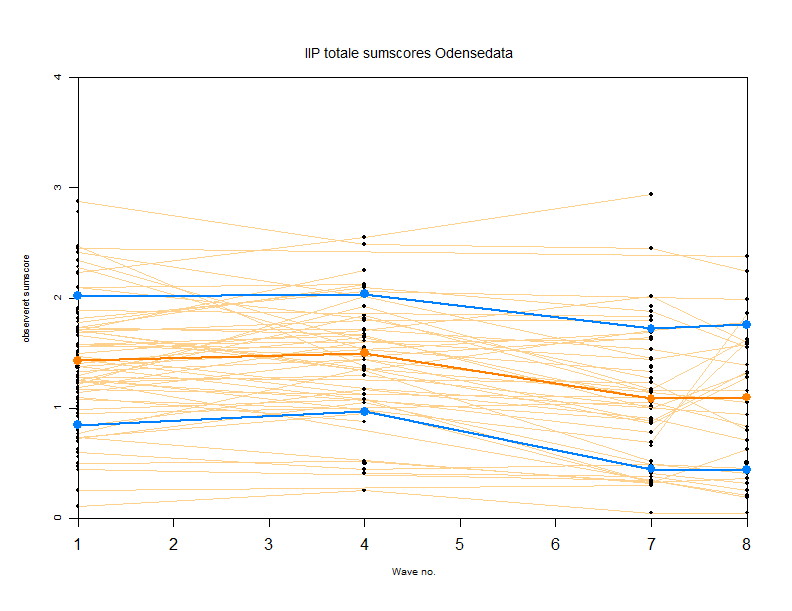 IIP totale sumscores Odensedata
4
3
2
1
0
observeret sumscore
1 2 3 4 5 6 7 8
Wave no.